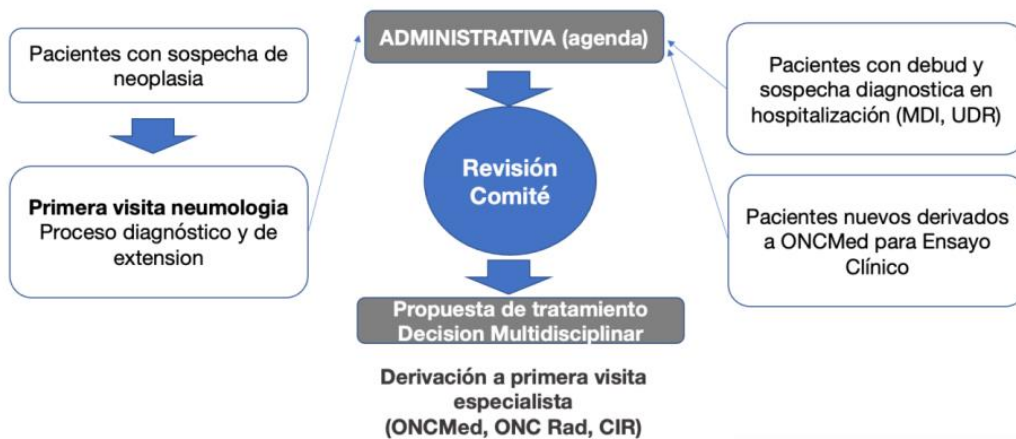 Pacientes con sospecha de
neoplasia
Primera visita neumologia
Proceso diagnóstico y de
extension
ADMINISTRATIVA (agenda)
Revisión
Comité
Propuesta de tratamiento
Decision Multidisciplinar
Derivación a primera visita
especialista
(ONCMed, ONC Rad, CIR)
Pacientes con debud y
sospecha diagnostica en
hospitalización (MDI, UDR)
Pacientes nuevos derivados
a ONCMed para Ensayo
Clínico